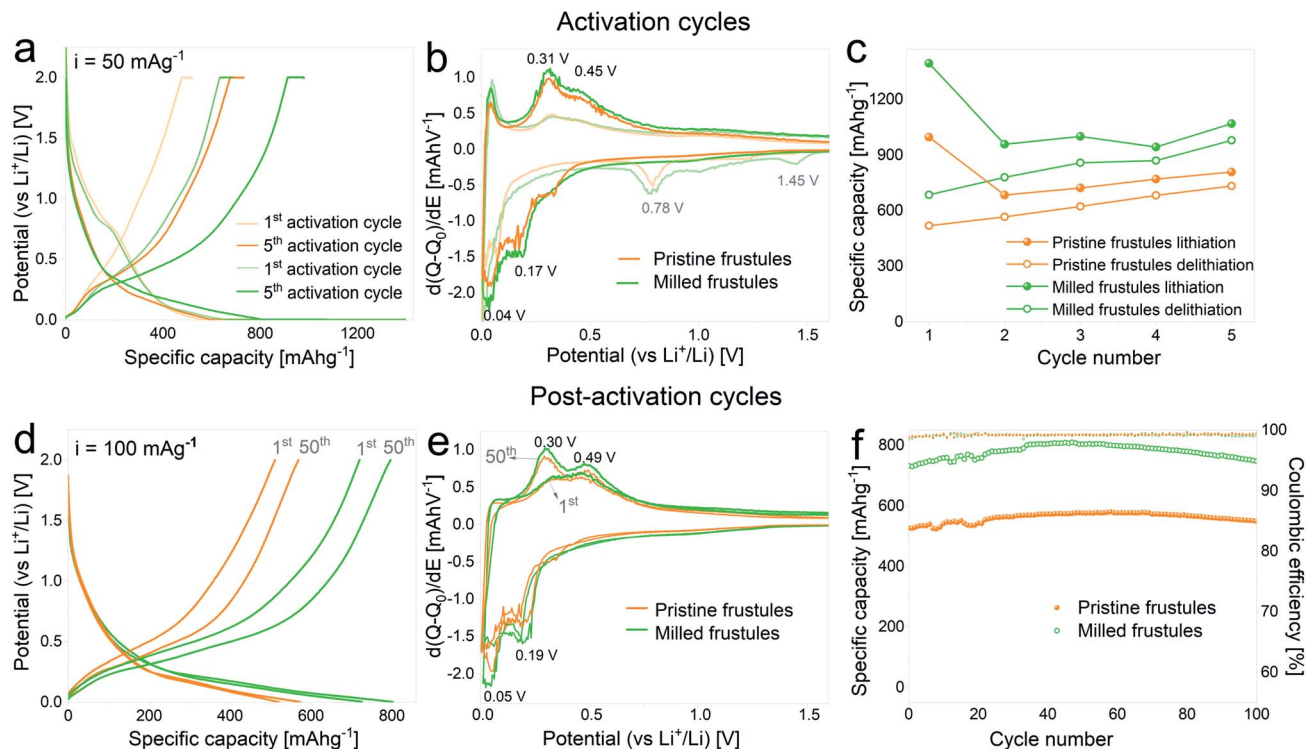 Activation cycles
a
i = 50 mAg⁻¹
Potential (vs Li⁺/Li) [V]
2.0
1.5
1.0
0.5
0.0
0
400
800
1200
Specific capacity [mAhg⁻¹]
1ˢᵗ activation cycle
5ᵗʰ activation cycle
1ˢᵗ activation cycle
5ᵗʰ activation cycle
b
d(Q-Q₀)/dE [mAhV⁻¹]
1.0
0.5
0.0
-0.5
-1.0
-1.5
-2.0
0.31 V
0.45 V
1.45 V
0.78 V
0.17 V
0.04 V
Pristine frustules
Milled frustules
0.0
0.5
1.0
1.5
Potential (vs Li⁺/Li) [V]
c
Specific capacity [mAhg⁻¹]
1200
900
600
300
0
Pristine frustules lithiation
Pristine frustules delithiation
Milled frustules lithiation
Milled frustules delithiation
1
2
3
4
5
Cycle number
Post-activation cycles
d
i = 100 mAg⁻¹
1ˢᵗ 50ᵗʰ 1ˢᵗ 50ᵗʰ
Potential (vs Li⁺/Li) [V]
2.0
1.5
1.0
0.5
0.0
0
200
400
600
800
Specific capacity [mAhg⁻¹]
e
d(Q-Q₀)/dE [mAhV⁻¹]
1.0
0.5
0.0
-0.5
-1.0
-1.5
-2.0
0.30 V
50ᵗʰ
0.49 V
1ˢᵗ
0.19 V
0.05 V
Pristine frustules
Milled frustules
0.0
0.5
1.0
1.5
Potential (vs Li⁺/Li) [V]
f
Specific capacity [mAhg⁻¹]
800
600
400
600
800
0
Pristine frustules
Milled frustules
100
90
80
70
60
Coulombic efficiency [%]
0
20
40
60
80
100
Cycle number